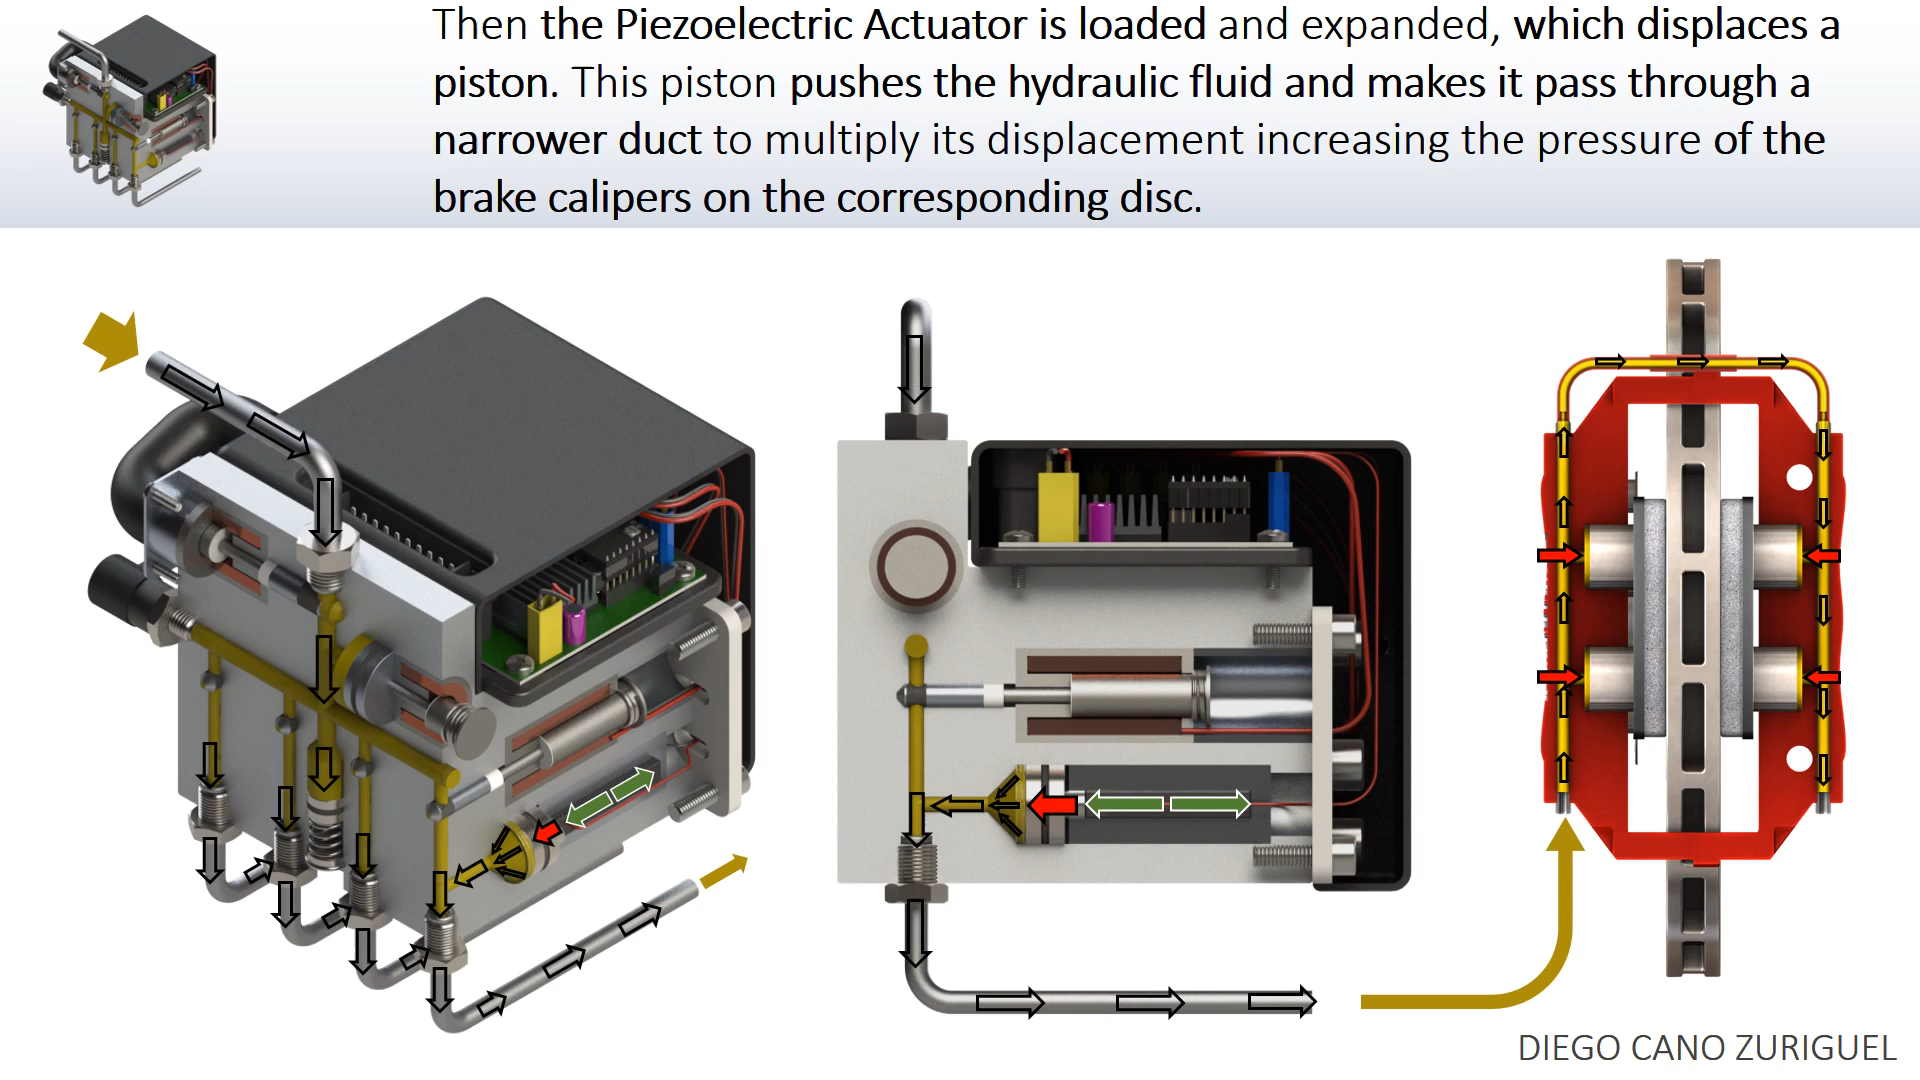 Then the Piezoelectric Actuator is loaded and expanded, which displaces a
piston. This piston pushes the hydraulic fluid and makes it pass through a
narrower duct to multiply its displacement increasing the pressure of the
brake calipers on the corresponding disc.
DIEGO CANO ZURIGUEL